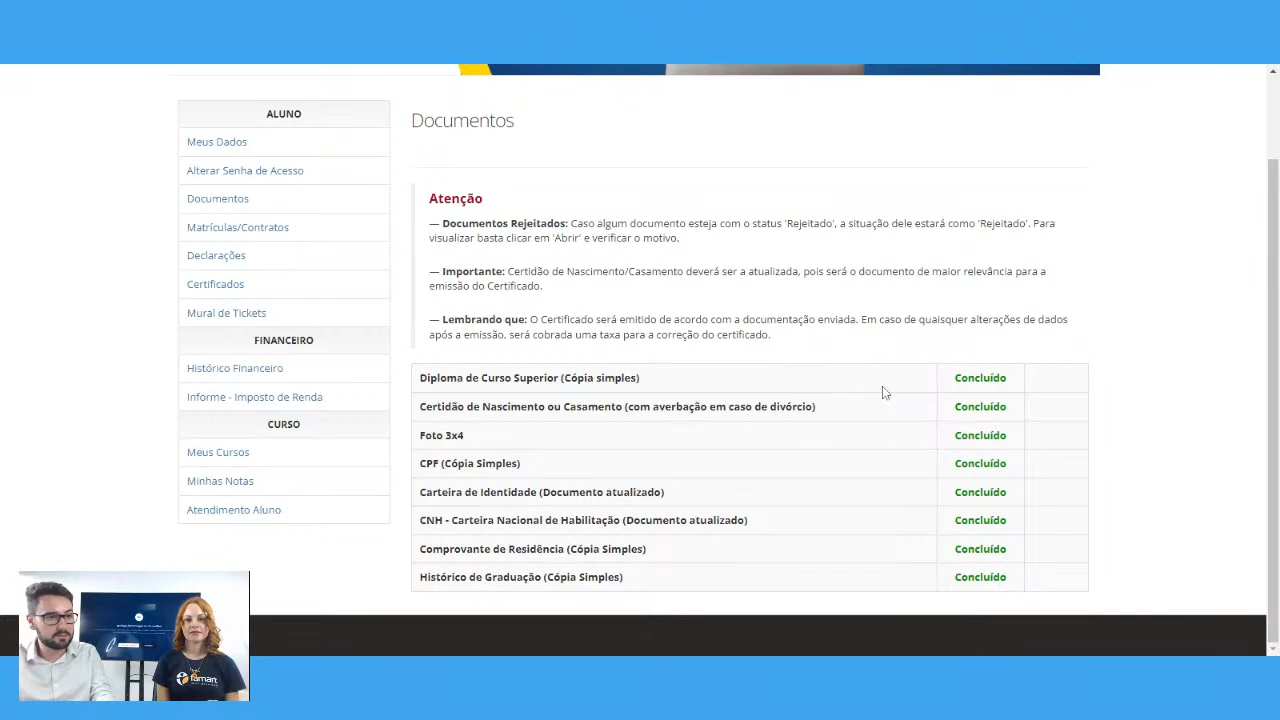 ALUNO
Meus Dados
Alterar Senha de Acesso
Documentos
Matrículas/Contratos
Declarações
Certificados
Mural de Tickets
FINANCEIRO
Histórico Financeiro
Informe - Imposto de Renda
CURSO
Meus Cursos
Minhas Notas
Atendimento Aluno
Documentos
Atenção
— Documentos Rejeitados: Caso algum documento esteja com o status 'Rejeitado', a situação dele estará como 'Rejeitado'. Para
visualizar basta clicar em 'Abrir' e verificar o motivo.
— Importante: Certidão de Nascimento/Casamento deverá ser a atualizada, pois será o documento de maior relevância para a
emissão do Certificado.
— Lembrando que: O Certificado será emitido de acordo com a documentação enviada. Em caso de quaisquer alterações de dados
após a emissão, será cobrada uma taxa para a correção do certificado.
Diploma de Curso Superior (Cópia simples) Concluído
Certidão de Nascimento ou Casamento (com averbação em caso de divórcio) Concluído
Foto 3x4 Concluído
CPF (Cópia Simples) Concluído
Carteira de Identidade (Documento atualizado) Concluído
CNH - Carteira Nacional de Habilitação (Documento atualizado) Concluído
Comprovante de Residência (Cópia Simples) Concluído
Histórico de Graduação (Cópia Simples) Concluído